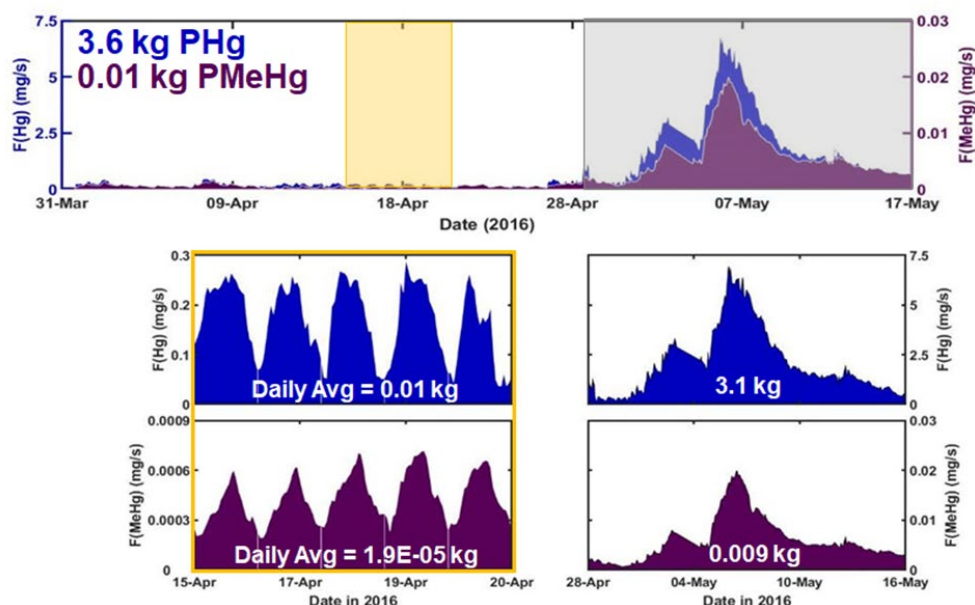 7.5
0.03
3.6 kg PHg
0.01 kg PMeHg
5
0.02
F(Hg) (mg/s)
F(MeHg) (mg/s)
2.5
0.01
0
0
31-Mar 09-Apr 18-Apr 28-Apr 07-May 17-May
Date (2016)
0.3
7.5
0.2
5
F(Hg) (mg/s)
F(Hg) (mg/s)
0.1
2.5
Daily Avg = 0.01 kg
3.1 kg
0
0
0.0009
0.03
0.0006
0.02
F(MeHg) (mg/s)
F(MeHg) (mg/s)
0.0003
0.01
Daily Avg = 1.9E-05 kg
0.009 kg
0
0
15-Apr 17-Apr 19-Apr 20-Apr
28-Apr 04-May 10-May 16-May
Date in 2016
Date in 2016